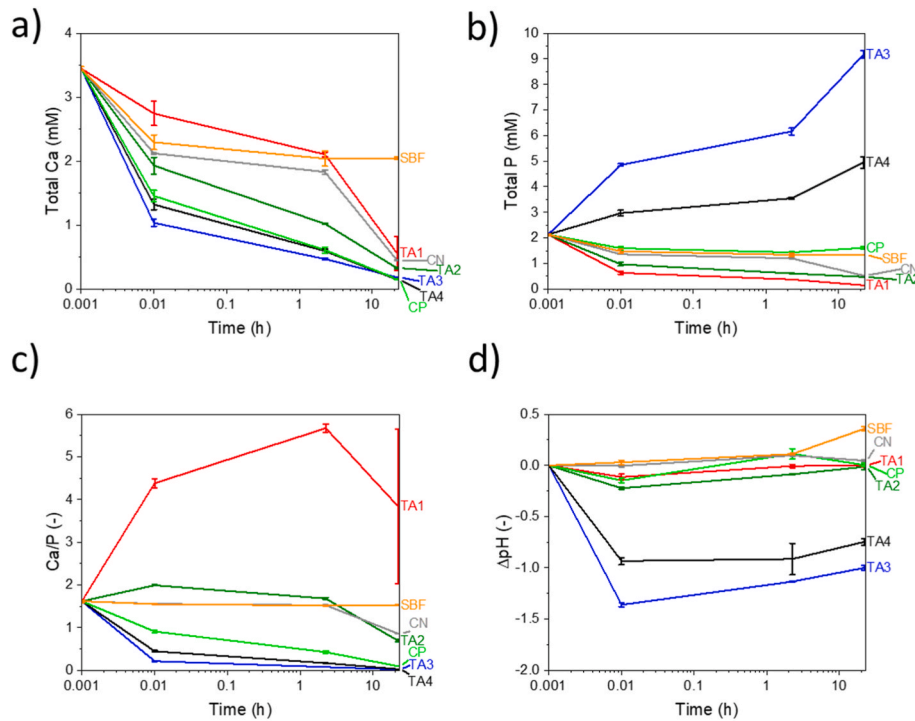 a)
4
3
2
1
0
Total Ca (mM)
SBF
TA1
CN
TA2
TA3
TA4
CP
0.001 0.01 0.1 1 10
Time (h)
b)
10
9
8
7
6
5
4
3
2
1
0
Total P (mM)
TA3
TA4
CP
SBF
CN
TA2
TA1
0.001 0.01 0.1 1 10
Time (h)
c)
6
5
4
3
2
1
0
Ca/P (-)
TA1
SBF
CN
TA2
CP
TA3
TA4
0.001 0.01 0.1 1 10
Time (h)
d)
0.5
0.0
-0.5
-1.0
-1.5
-2.0
ΔpH (-)
SBF
CN
TA1
CP
TA2
TA4
TA3
0.001 0.01 0.1 1 10
Time (h)